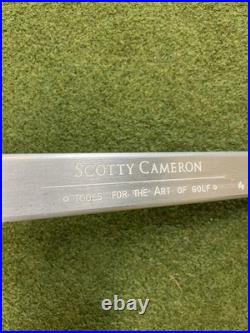 SCOTTY CAMERON
TOOLS FOR THE ART OF GOLF